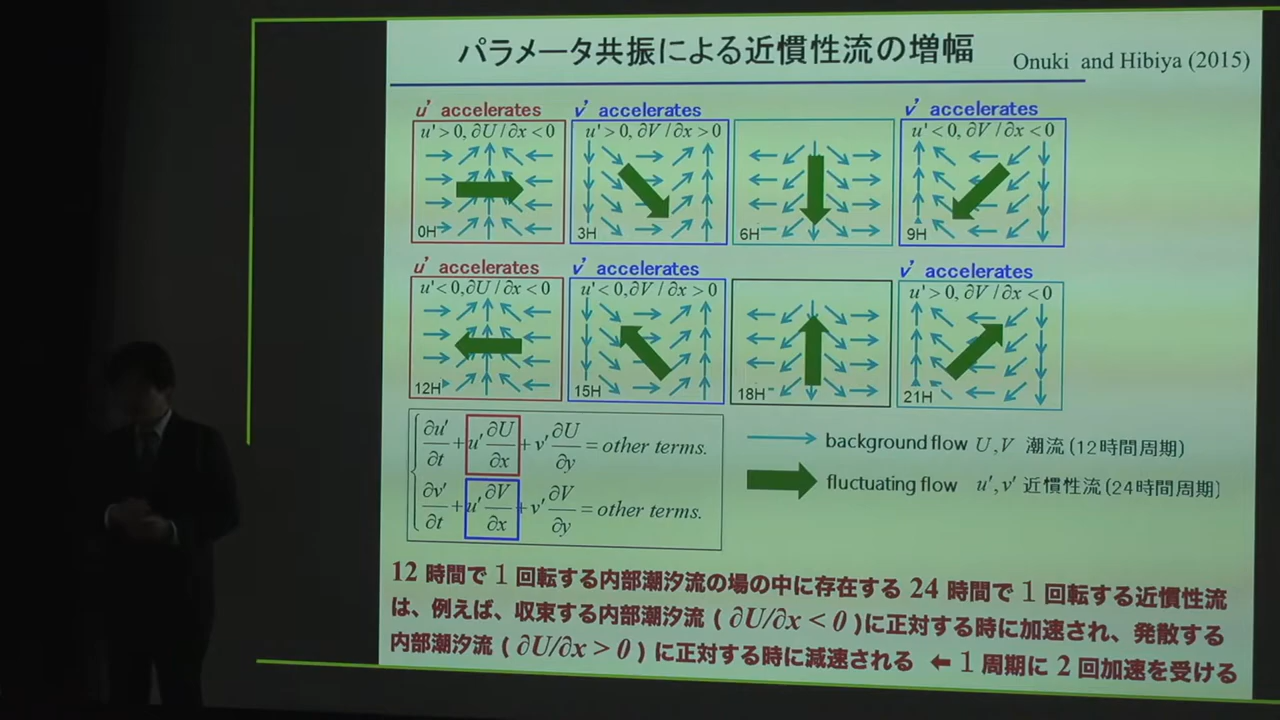 パラメータ共振による近慣性流の増幅 Onuki and Hibiya (2015)
u' accelerates v' accelerates v' accelerates
u'>0, ∂U/∂x<0 u'>0, ∂V/∂x>0 u'<0, ∂V/∂x<0
0H 3H 6H 9H
u' accelerates v' accelerates v' accelerates
u'<0, ∂U/∂x<0 u'<0, ∂V/∂x>0 u'>0, ∂V/∂x<0
12H 15H 18H 21H
∂u'/∂t + u' ∂U/∂x + v' ∂U/∂y = other terms.
∂v'/∂t + u' ∂V/∂x + v' ∂V/∂y = other terms.
background flow U,V 潮流(12時間周期)
fluctuating flow u',v' 近慣性流(24時間周期)
12 時間で 1 回転する内部潮汐流の場の中に存在する 24 時間で 1 回転する近慣性流
は、例えば、収束する内部潮汐流 ( ∂U/∂x < 0 )に正対する時に加速され、発散する
内部潮汐流 ( ∂U/∂x > 0 ) に正対する時に減速される ← 1 周期に 2 回加速を受ける